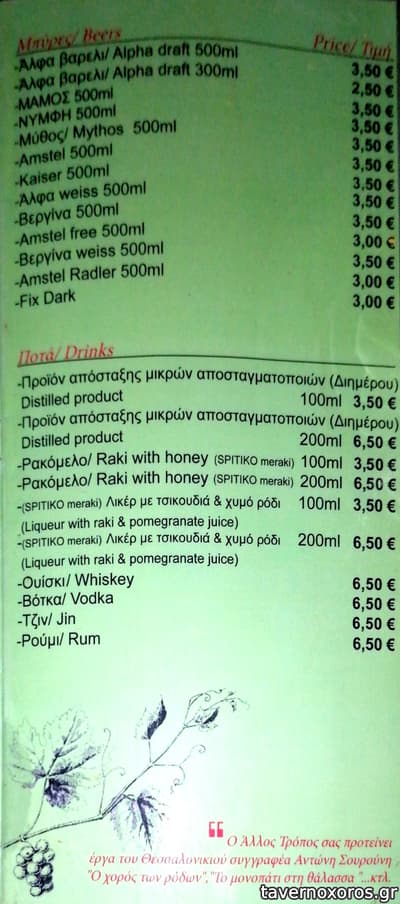 Μπύρες/ Beers Price/ Τιμή
-Άλφα βαρελι/ Alpha draft 500ml 3,50 €
-Άλφα βαρελι/ Alpha draft 300ml 2,50 €
-ΜΑΜΟΣ 500ml 3,50 €
-ΝΥΜΦΗ 500ml 3,50 €
-Μύθος/ Mythos 500ml 3,50 €
-Amstel 500ml 3,50 €
-Kaiser 500ml 3,50 €
-Άλφα weiss 500ml 3,50 €
-Βεργίνα 500ml 3,50 €
-Amstel free 500ml 3,00 €
-Βεργίνα weiss 500ml 3,50 €
-Amstel Radler 500ml 3,00 €
-Fix Dark 3,00 €
Ποτά/ Drinks
-Προϊόν απόσταξης μικρών αποσταγματοποιών (Διημέρου)
Distilled product 100ml 3,50 €
-Προϊόν απόσταξης μικρών αποσταγματοποιών (Διημέρου)
Distilled product 200ml 6,50 €
-Ρακόμελο/ Raki with honey (SPITIKO meraki) 100ml 3,50 €
-Ρακόμελο/ Raki with honey (SPITIKO meraki) 200ml 6,50 €
-(SPITIKO meraki) Λικέρ με τσικουδιά & χυμό ρόδι 100ml 3,50 €
(Liqueur with raki & pomegranate juice)
-(SPITIKO meraki) Λικέρ με τσικουδιά & χυμό ρόδι 200ml 6,50 €
(Liqueur with raki & pomegranate juice)
-Ουίσκι/ Whiskey 6,50 €
-Βότκα/ Vodka 6,50 €
-Τζιν/ Jin 6,50 €
-Ρούμι/ Rum 6,50 €
"Ο Άλλος Τρόπος σας προτείνει
έργα του Θεσσαλονικιού συγγραφέα Αντώνη Σουρούνη
"Ο χορός των ρόδων","Το μονοπάτι στη θάλασσα "...κτλ.
tavernoxoros.gr